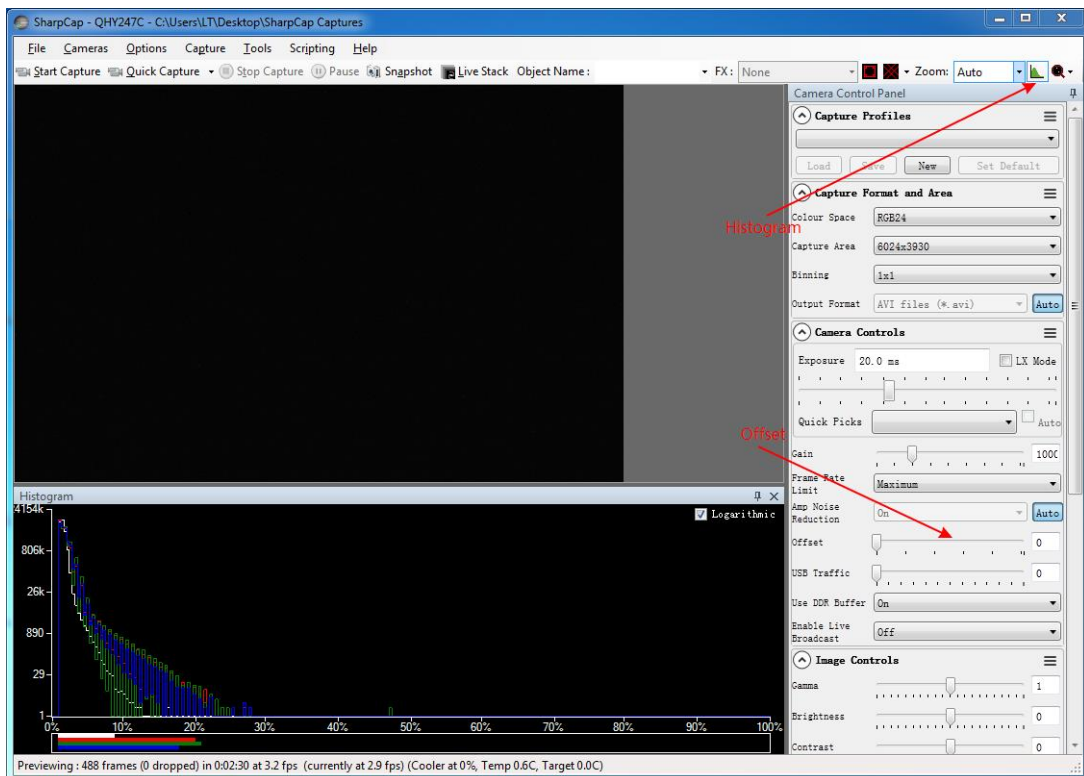 SharpCap - QHY247C - C:\Users\LT\Desktop\SharpCap Captures
File Cameras Options Capture Tools Scripting Help
Start Capture Quick Capture Stop Capture Pause Snapshot Live Stack Object Name : FX : None Zoom: Auto
Camera Control Panel
Capture Profiles
Load Save New Set Default
Capture Format and Area
Colour Space RGB24
Histogram
Capture Area 6024x3930
Binning 1x1
Output Format AVI files (*.avi) Auto
Camera Controls
Exposure 20.0 ms LX Mode
Quick Picks Auto
Offset
Gain 1000
Frame Rate Limit Maximum
Amp Noise Reduction On Auto
Offset 0
USB Traffic 0
Use DDR Buffer On
Enable Live Broadcast Off
Image Controls
Gamma 1
Brightness 0
Contrast 0
Histogram
Logarithmic
4154k
806k
26k
890
29
1
0% 10% 20% 30% 40% 50% 60% 70% 80% 90% 100%
Previewing : 488 frames (0 dropped) in 0:02:30 at 3.2 fps (currently at 2.9 fps) (Cooler at 0%, Temp 0.6C, Target 0.0C)